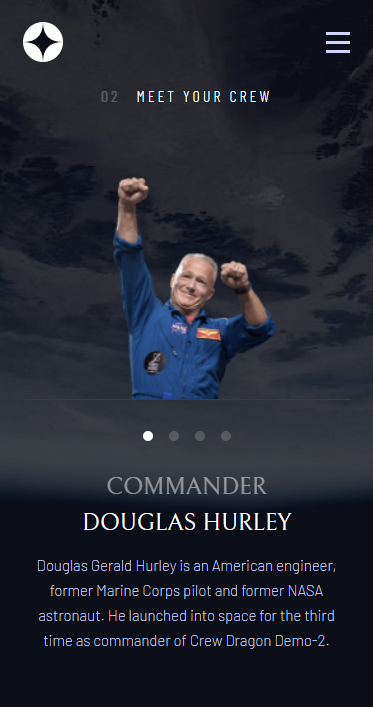 02 MEET YOUR CREW
NASA
COMMANDER
DOUGLAS HURLEY
Douglas Gerald Hurley is an American engineer,
former Marine Corps pilot and former NASA
astronaut. He launched into space for the third
time as commander of Crew Dragon Demo-2.